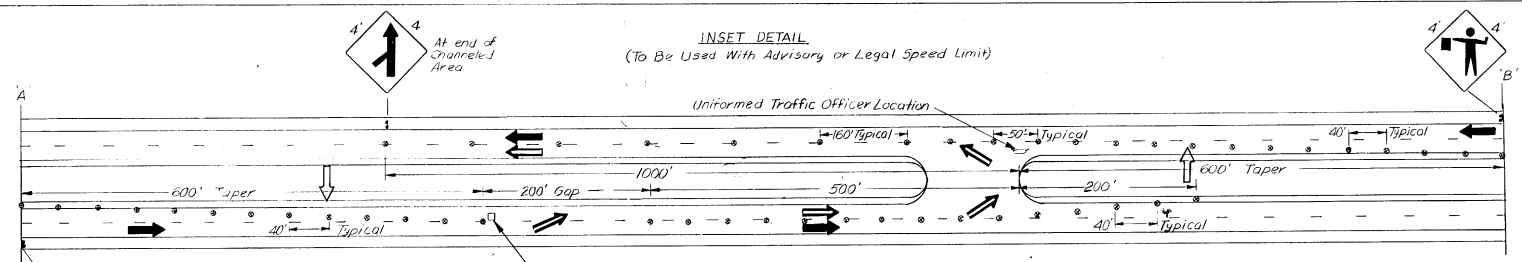 4'
4
At end of
Channeled
Area
INSET DETAIL
(To Be Used With Advisory or Legal Speed Limit)
4'
4'
'A'
'B'
Uniformed Traffic Officer Location
160' Typical
50'
Typical
40'
Typical
1000'
600' Taper
600' Taper
200' Gap
500'
200'
40'
Typical
40'
Typical